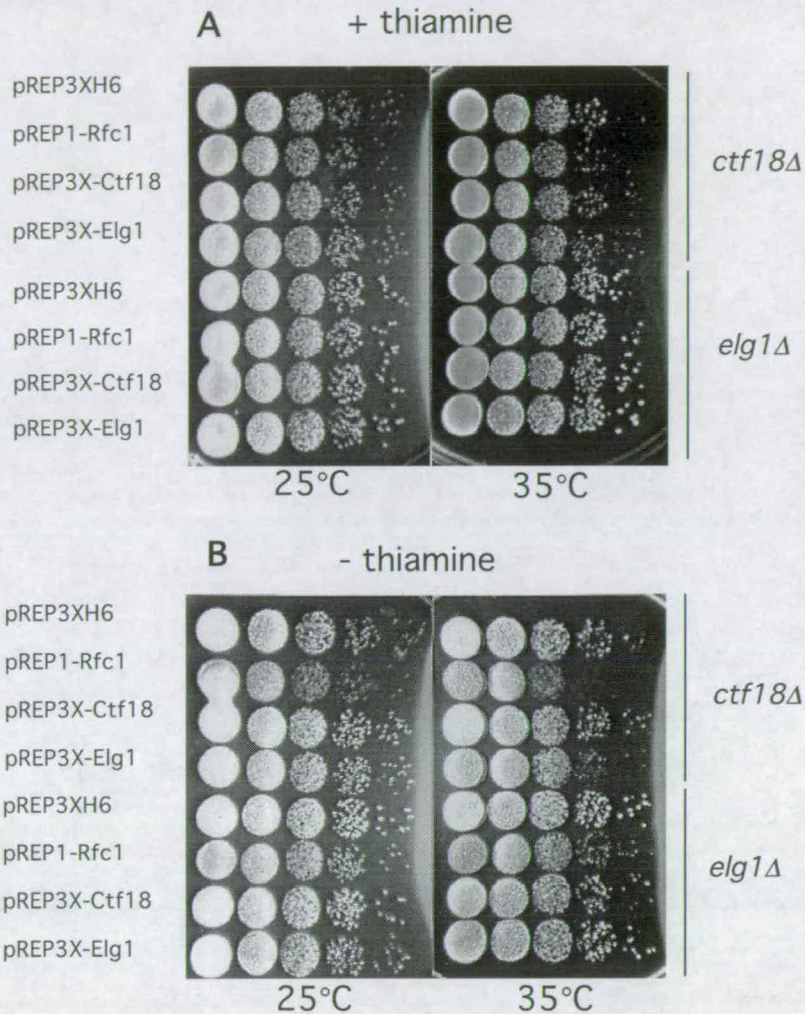 A + thiamine
pREP3XH6
pREP1-Rfc1
pREP3X-Ctf18
pREP3X-Elg1
pREP3XH6
pREP1-Rfc1
pREP3X-Ctf18
pREP3X-Elg1
ctf18Δ
elg1Δ
25°C 35°C
B - thiamine
pREP3XH6
pREP1-Rfc1
pREP3X-Ctf18
pREP3X-Elg1
pREP3XH6
pREP1-Rfc1
pREP3X-Ctf18
pREP3X-Elg1
ctf18Δ
elg1Δ
25°C 35°C